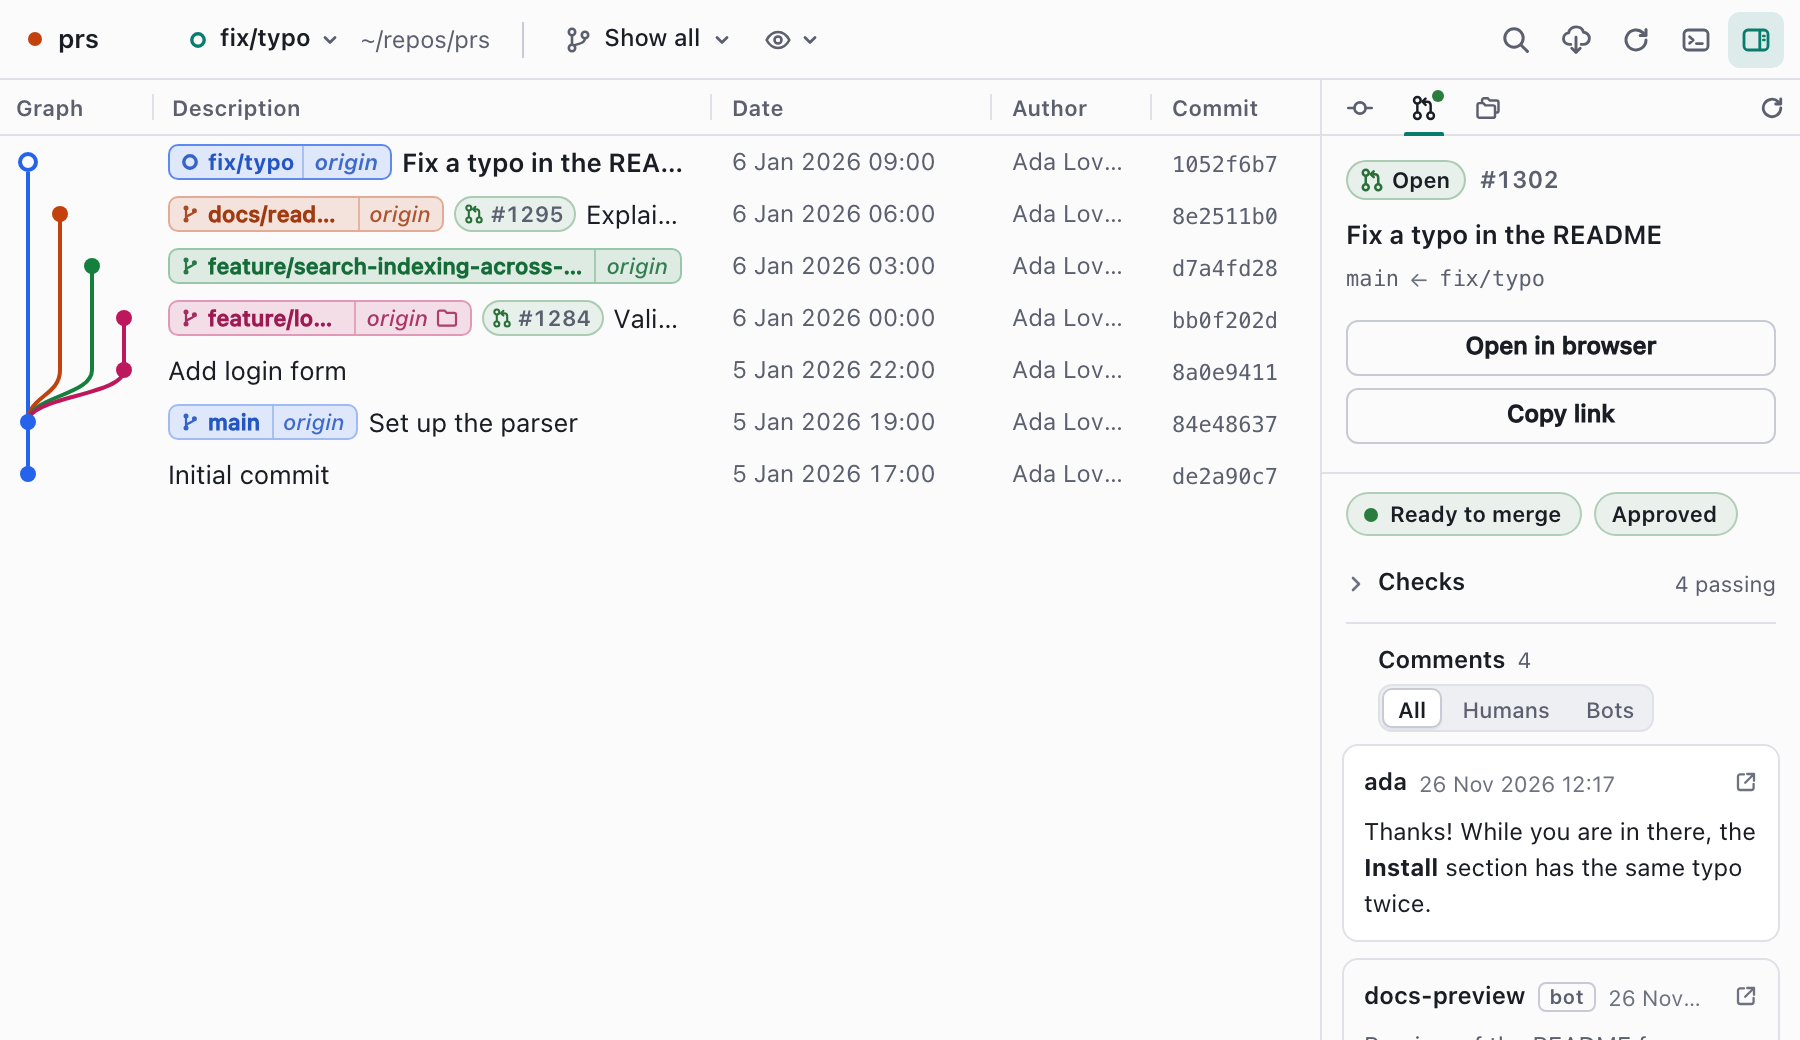 prs
fix/typo ~/repos/prs Show all
Graph Description Date Author Commit
fix/typo origin Fix a typo in the REA... 6 Jan 2026 09:00 Ada Lov... 1052f6b7
docs/read... origin #1295 Explai... 6 Jan 2026 06:00 Ada Lov... 8e2511b0
feature/search-indexing-across-... origin 6 Jan 2026 03:00 Ada Lov... d7a4fd28
feature/lo... origin #1284 Vali... 6 Jan 2026 00:00 Ada Lov... bb0f202d
Add login form 5 Jan 2026 22:00 Ada Lov... 8a0e9411
main origin Set up the parser 5 Jan 2026 19:00 Ada Lov... 84e48637
Initial commit 5 Jan 2026 17:00 Ada Lov... de2a90c7
Open #1302
Fix a typo in the README
main ← fix/typo
Open in browser
Copy link
Ready to merge Approved
Checks 4 passing
Comments 4
All Humans Bots
ada 26 Nov 2026 12:17
Thanks! While you are in there, the
Install section has the same typo
twice.
docs-preview bot 26 Nov...